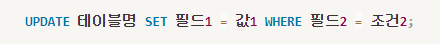 UPDATE 테이블명 SET 필드1 = 값1 WHERE 필드2 = 조건2;